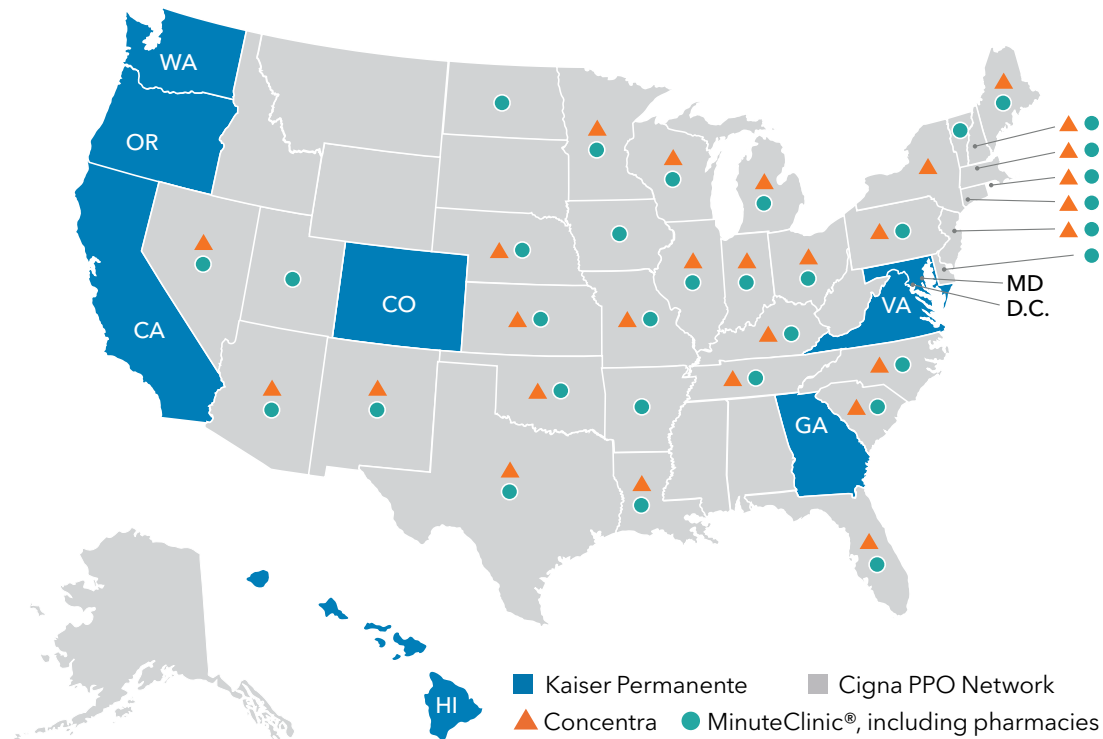 WA
OR
CA
CO
MD
D.C.
VA
GA
HI
Kaiser Permanente
Cigna PPO Network
Concentra
MinuteClinic®, including pharmacies